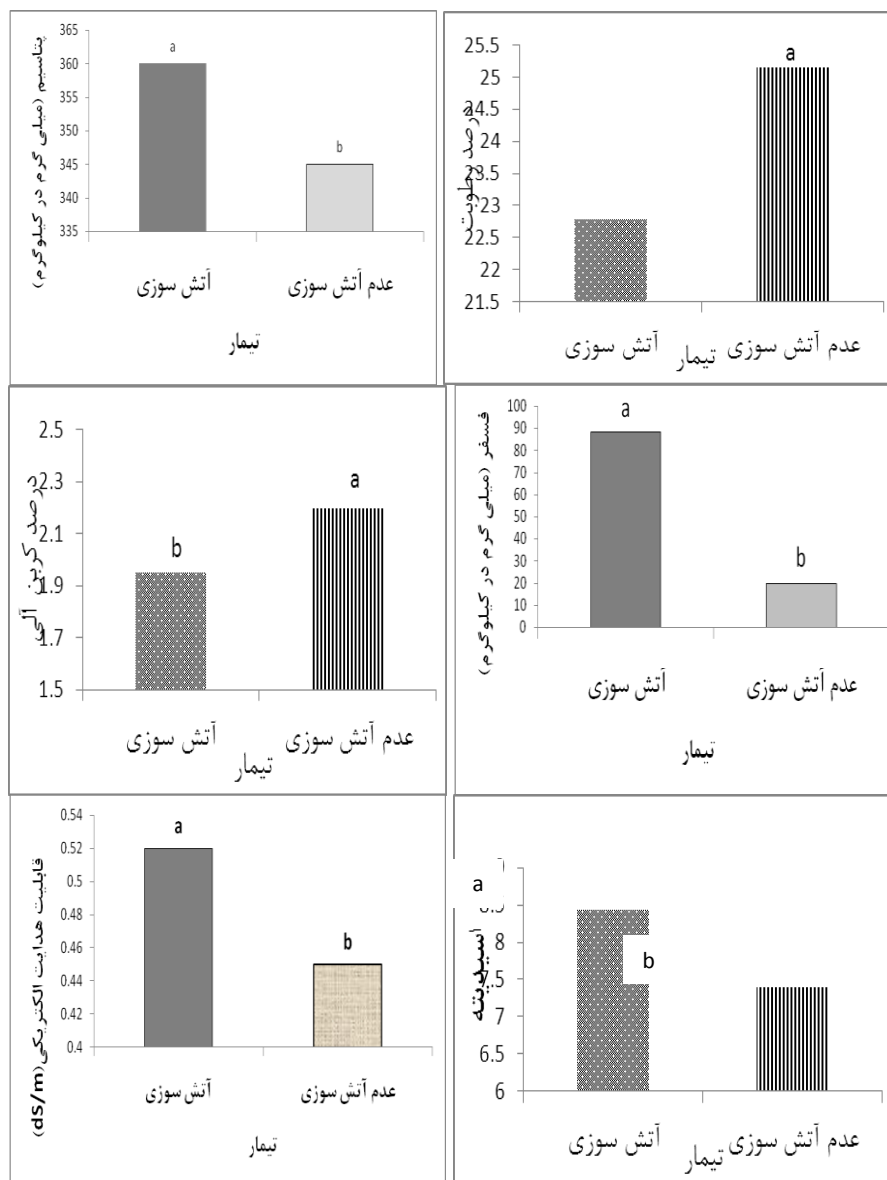 پتاسیم (میلی گرم در کیلوگرم)
365
360
355
350
345
340
335
a
b
آتش سوزی
عدم آتش سوزی
تیمار
درصد رطوبت
25.5
25
24.5
24
23.5
23
22.5
22
21.5
a
آتش سوزی
عدم آتش سوزی
تیمار
درصد کربن آلی
2.5
2.3
2.1
1.9
1.7
1.5
b
a
آتش سوزی
عدم آتش سوزی
تیمار
فسفر (میلی گرم در کیلوگرم)
100
90
80
70
60
50
40
30
20
10
0
a
b
آتش سوزی
عدم آتش سوزی
تیمار
قابلیت هدایت الکتریکی(dS/m)
0.54
0.52
0.5
0.48
0.46
0.44
0.42
0.4
a
b
آتش سوزی
عدم آتش سوزی
تیمار
اسیدیته
8
7.5
7
6.5
6
a
b
آتش سوزی
عدم آتش سوزی
تیمار